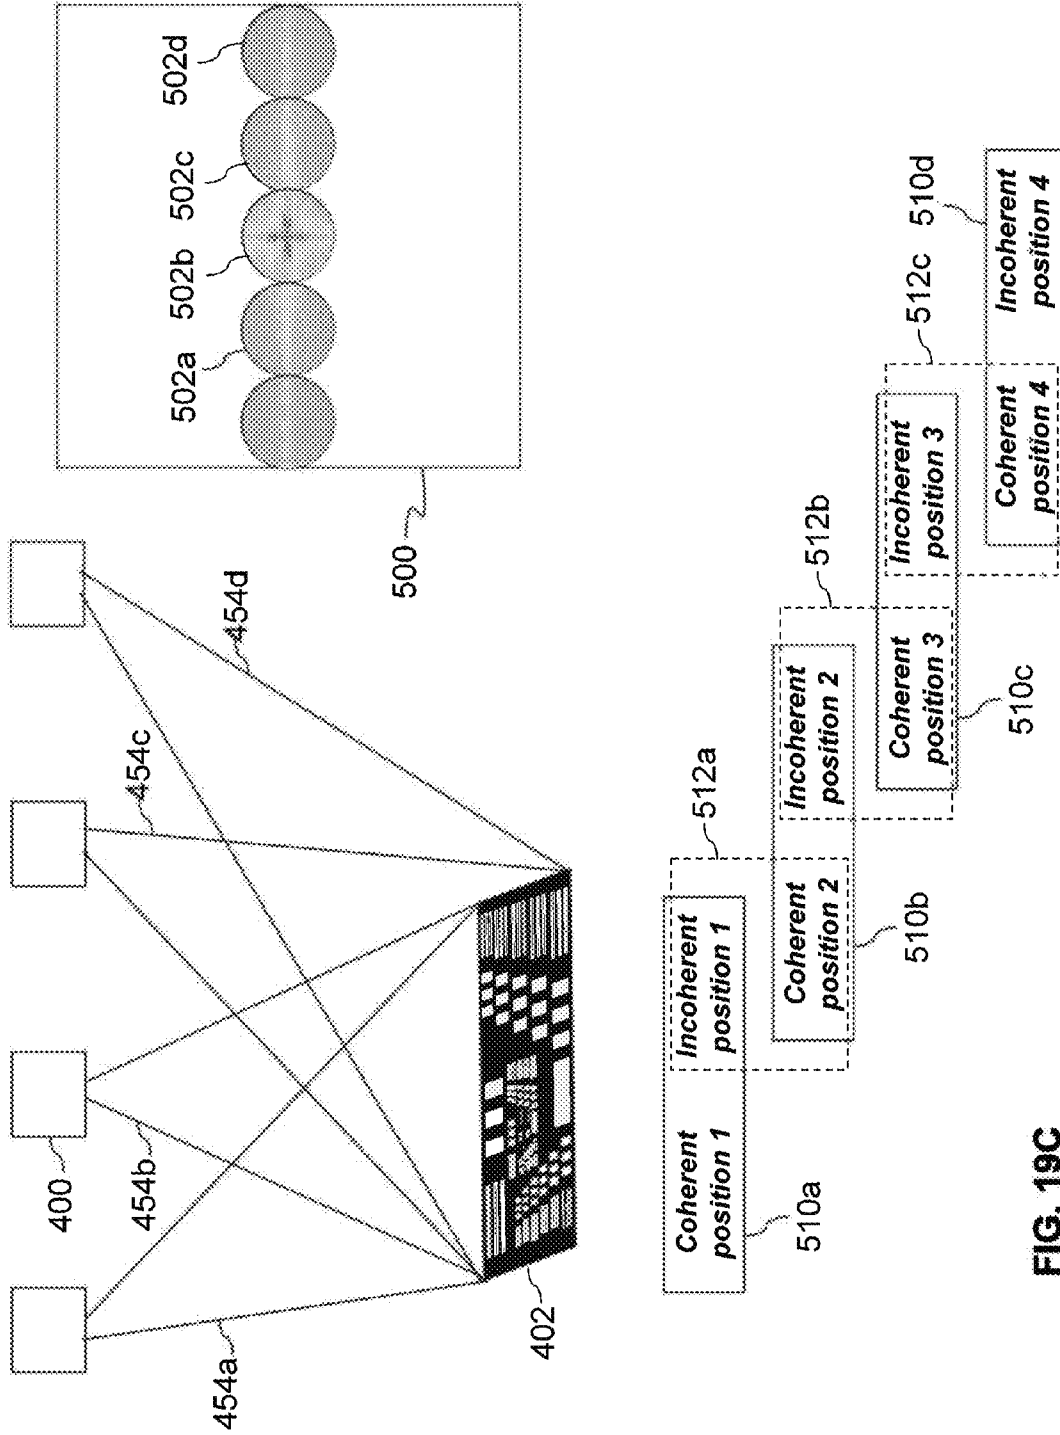 454a
454b
400
402
454c
454d
500
502a
502b
502c
502d
Coherent
position 1
Incoherent
position 1
510a
512a
Coherent
position 2
Incoherent
position 2
510b
512b
Coherent
position 3
Incoherent
position 3
510c
512c
Coherent
position 4
Incoherent
position 4
510d
FIG. 19C